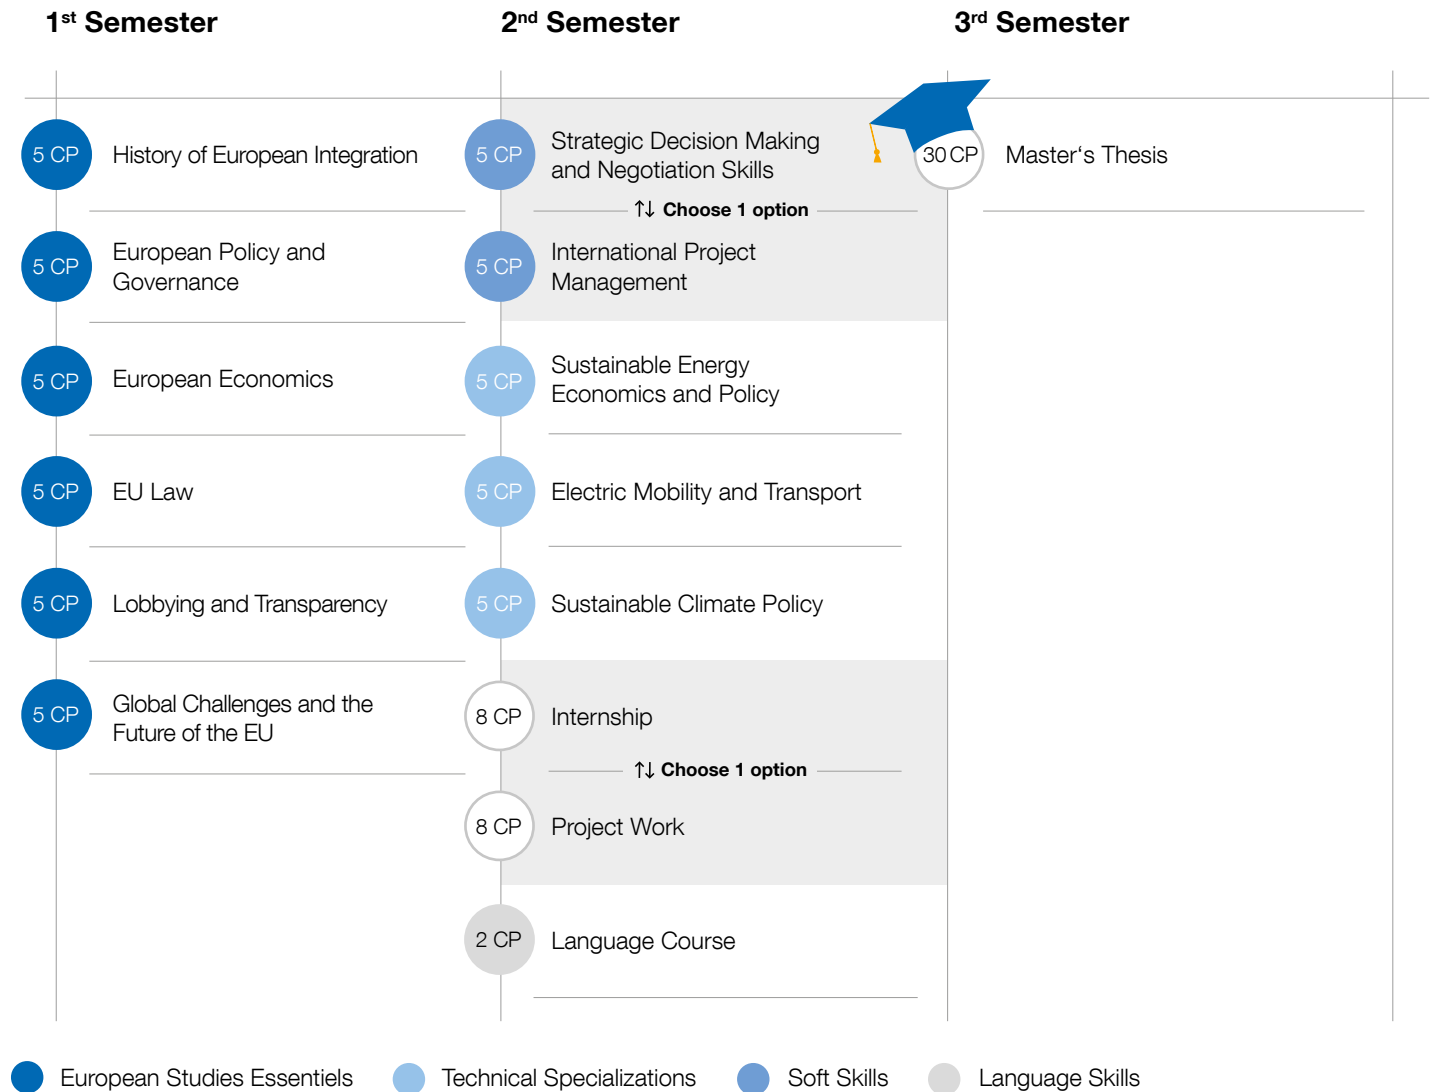 1st Semester
5 CP History of European Integration
5 CP European Policy and
Governance
5 CP European Economics
5 CP EU Law
5 CP Lobbying and Transparency
5 CP Global Challenges and the
Future of the EU
2nd Semester
5 CP Strategic Decision Making
and Negotiation Skills
↑↓ Choose 1 option
5 CP International Project
Management
5 CP Sustainable Energy
Economics and Policy
5 CP Electric Mobility and Transport
5 CP Sustainable Climate Policy
8 CP Internship
↑↓ Choose 1 option
8 CP Project Work
2 CP Language Course
3rd Semester
30 CP Master‘s Thesis
European Studies Essentiels
Technical Specializations
Soft Skills
Language Skills